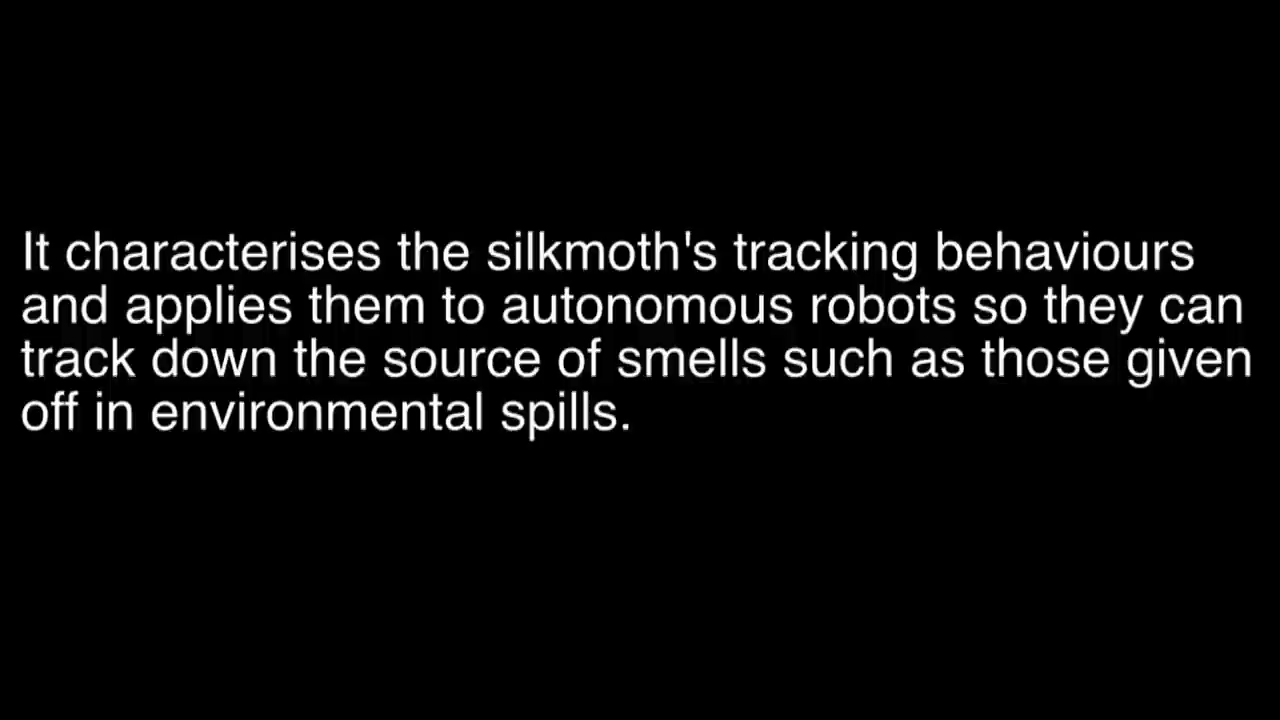 It characterises the silkmoth's tracking behaviours
and applies them to autonomous robots so they can
track down the source of smells such as those given
off in environmental spills.